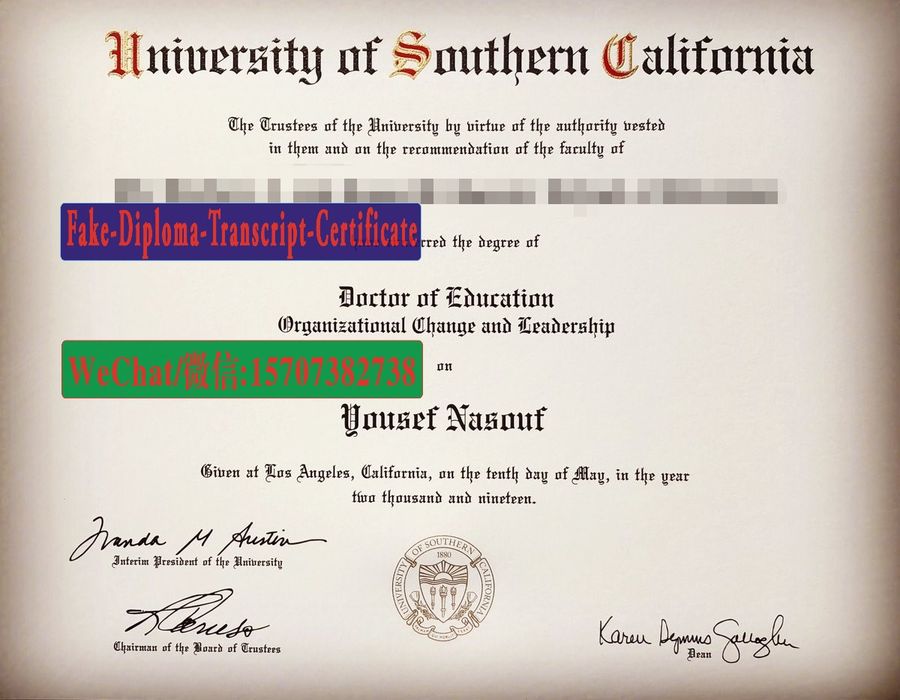 University of Southern California
The Trustees of the University by virtue of the authority vested
in them and on the recommendation of the faculty of
Fake-Diploma-Transcript-Certificate
the degree of
Doctor of Education
Organizational Change and Leadership
WeChat/微信:15707382738
on
Yousef Nasouf
Given at Los Angeles, California, on the tenth day of May, in the year
two thousand and nineteen.
Wanda M Austin
Interim President of the University
UNIVERSITY OF SOUTHERN CALIFORNIA
1880
Chairman of the Board of Trustees
Karen Symms Gallagher
Dean